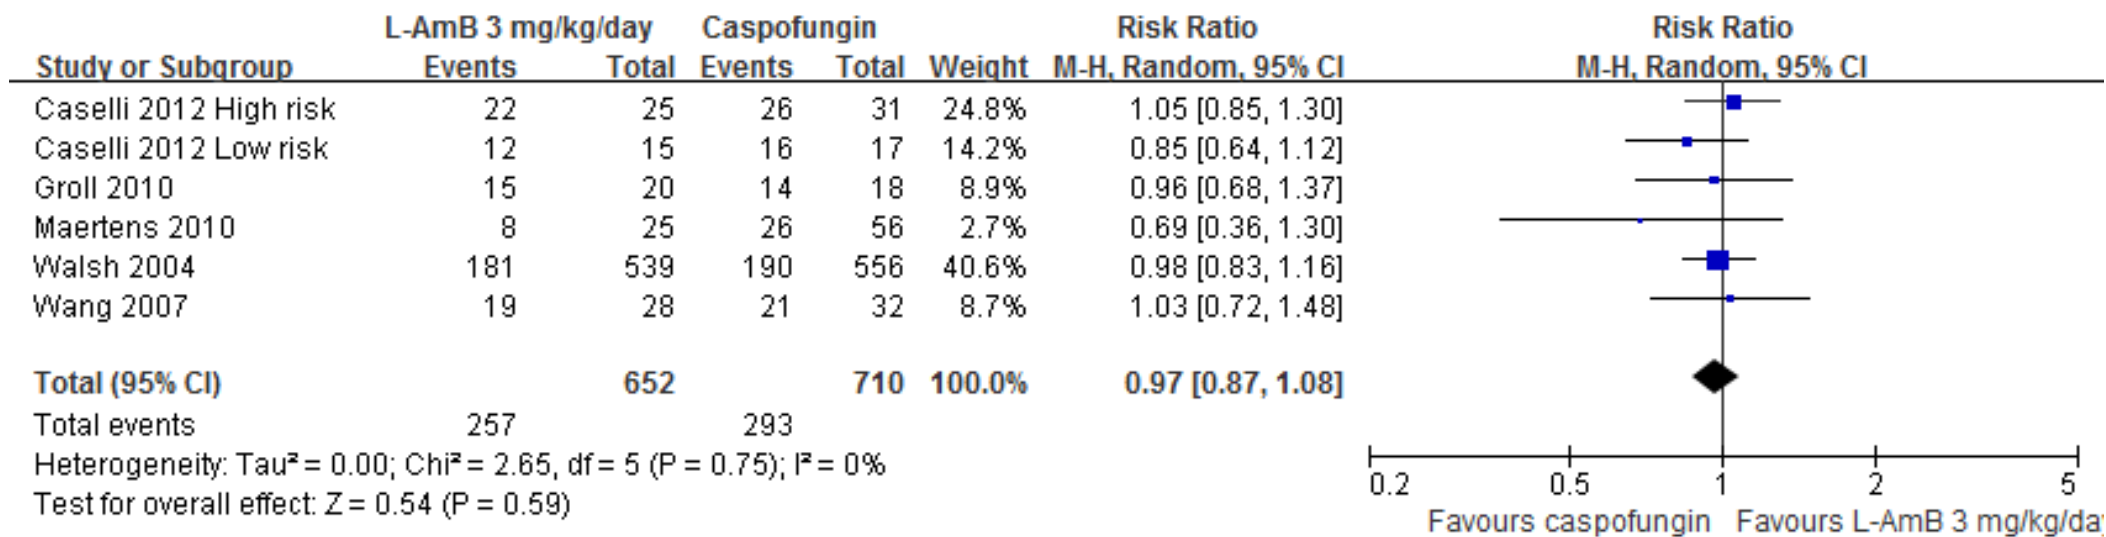 L-AmB 3 mg/kg/day Caspofungin Risk Ratio Risk Ratio
Study or Subgroup Events Total Events Total Weight M-H, Random, 95% CI M-H, Random, 95% CI
Caselli 2012 High risk 22 25 26 31 24.8% 1.05 [0.85, 1.30]
Caselli 2012 Low risk 12 15 16 17 14.2% 0.85 [0.64, 1.12]
Groll 2010 15 20 14 18 8.9% 0.96 [0.68, 1.37]
Maertens 2010 8 25 26 56 2.7% 0.69 [0.36, 1.30]
Walsh 2004 181 539 190 556 40.6% 0.98 [0.83, 1.16]
Wang 2007 19 28 21 32 8.7% 1.03 [0.72, 1.48]
Total (95% CI) 652 710 100.0% 0.97 [0.87, 1.08]
Total events 257 293
Heterogeneity: Tau² = 0.00; Chi² = 2.65, df = 5 (P = 0.75); I² = 0%
Test for overall effect: Z = 0.54 (P = 0.59)
0.2 0.5 1 2 5
Favours caspofungin Favours L-AmB 3 mg/kg/day